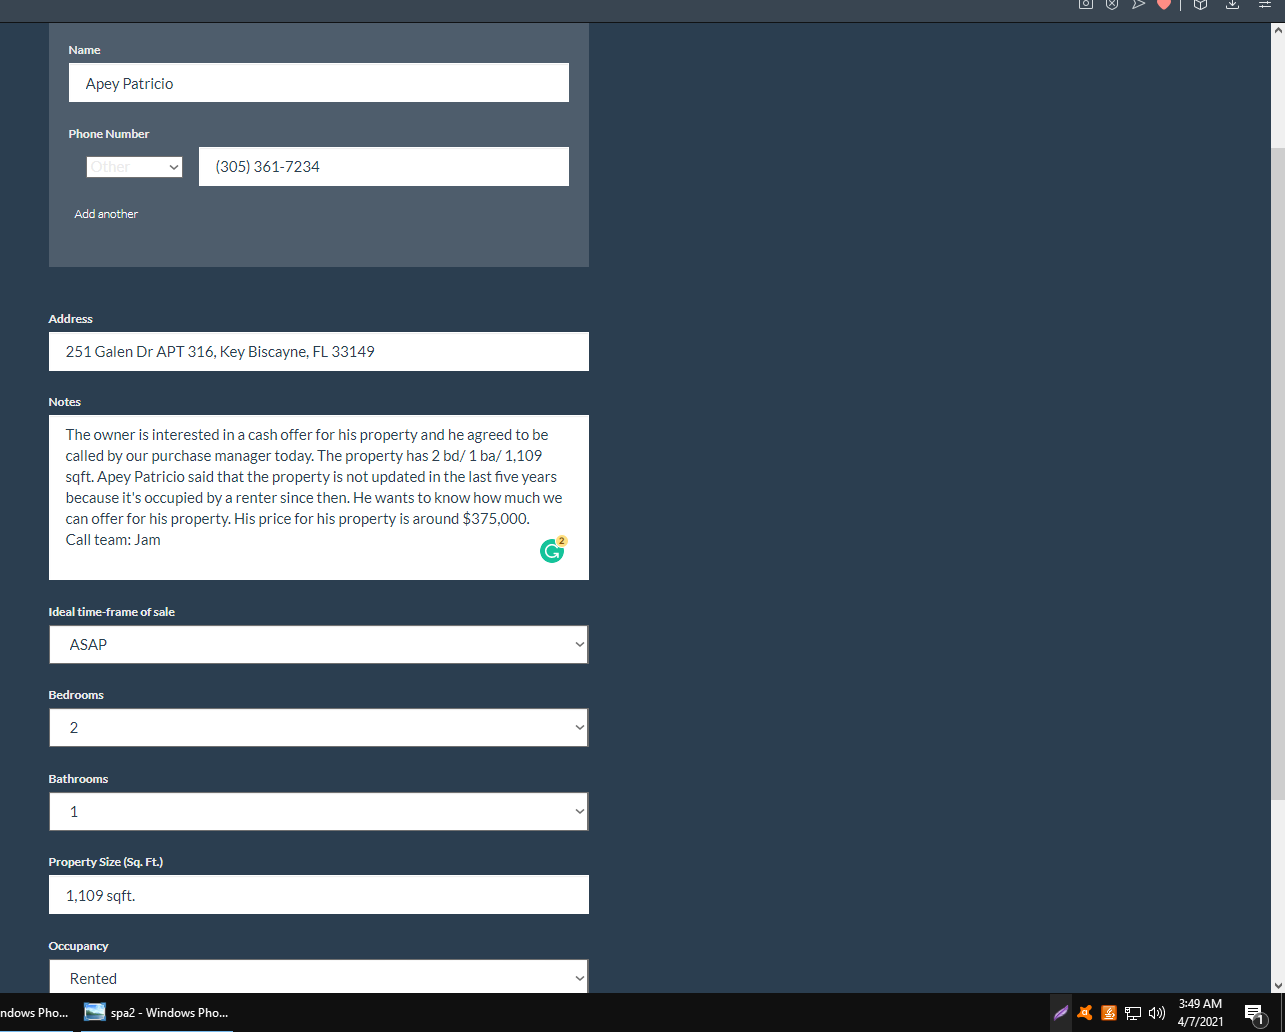 Name
Apey Patricio
Phone Number
Other
(305) 361-7234
Add another
Address
251 Galen Dr APT 316, Key Biscayne, FL 33149
Notes
The owner is interested in a cash offer for his property and he agreed to be
called by our purchase manager today. The property has 2 bd/ 1 ba/ 1,109
sqft. Apey Patricio said that the property is not updated in the last five years
because it's occupied by a renter since then. He wants to know how much we
can offer for his property. His price for his property is around $375,000.
Call team: Jam
2
Ideal time-frame of sale
ASAP
Bedrooms
2
Bathrooms
1
Property Size (Sq. Ft.)
1,109 sqft.
Occupancy
Rented
ndows Pho...
spa2 - Windows Pho...
3:49 AM
4/7/2021
1